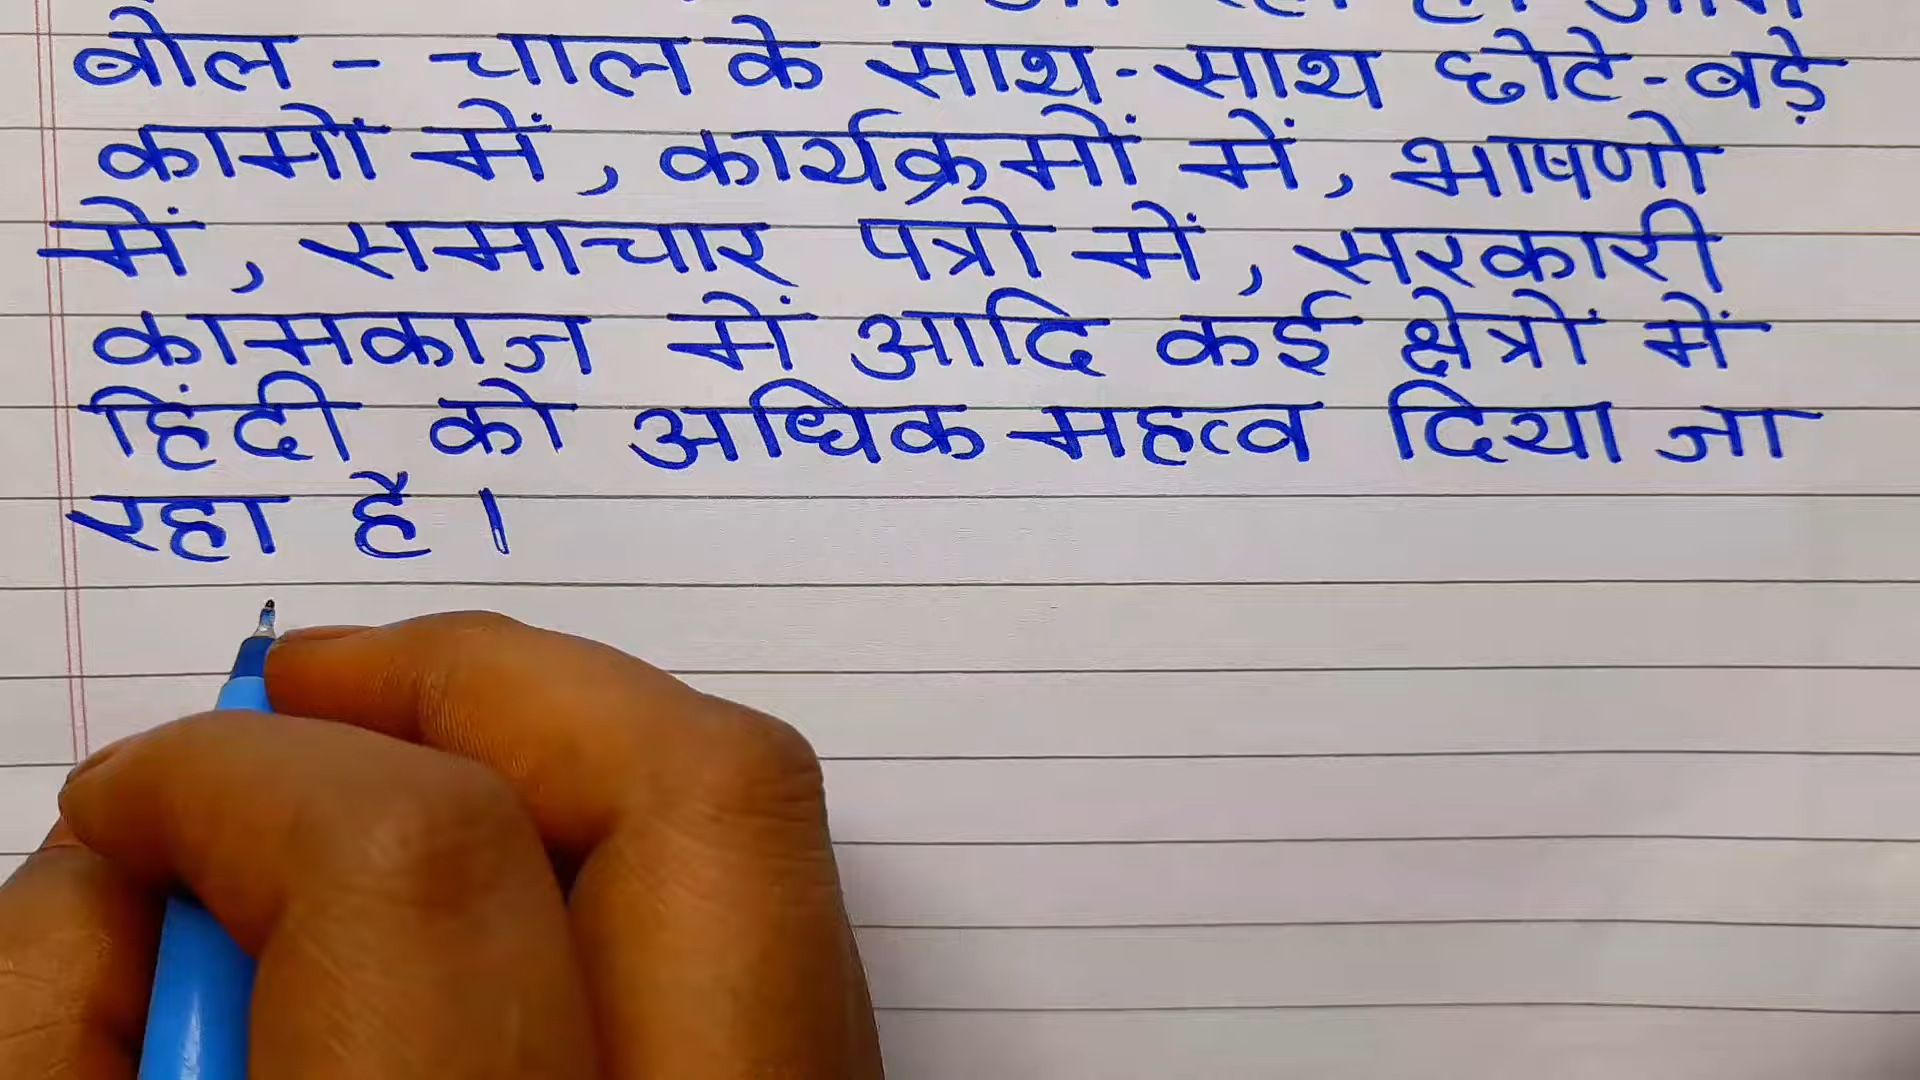 बोल - चाल के साथ-साथ छोटे-बड़े
कामो में, कार्यक्रमों में, भाषणो
में, समाचार पत्रो में, सरकारी
कामकाज में आदि कई क्षेत्रों में
हिंदी को अधिक महत्व दिया जा
रहा है।